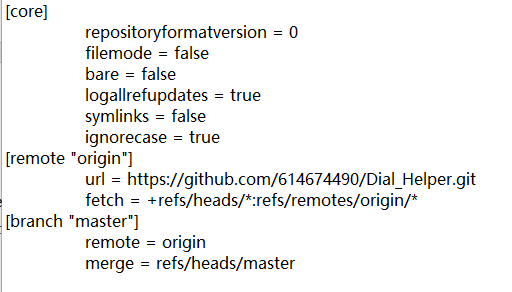 [core]
repositoryformatversion = 0
filemode = false
bare = false
logallrefupdates = true
symlinks = false
ignorecase = true
[remote "origin"]
url = https://github.com/614674490/Dial_Helper.git
fetch = +refs/heads/*:refs/remotes/origin/*
[branch "master"]
remote = origin
merge = refs/heads/master